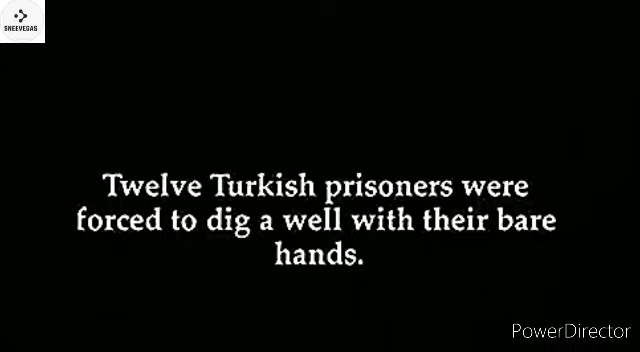 SNEEVEGAS
Twelve Turkish prisoners were
forced to dig a well with their bare
hands.
PowerDirector